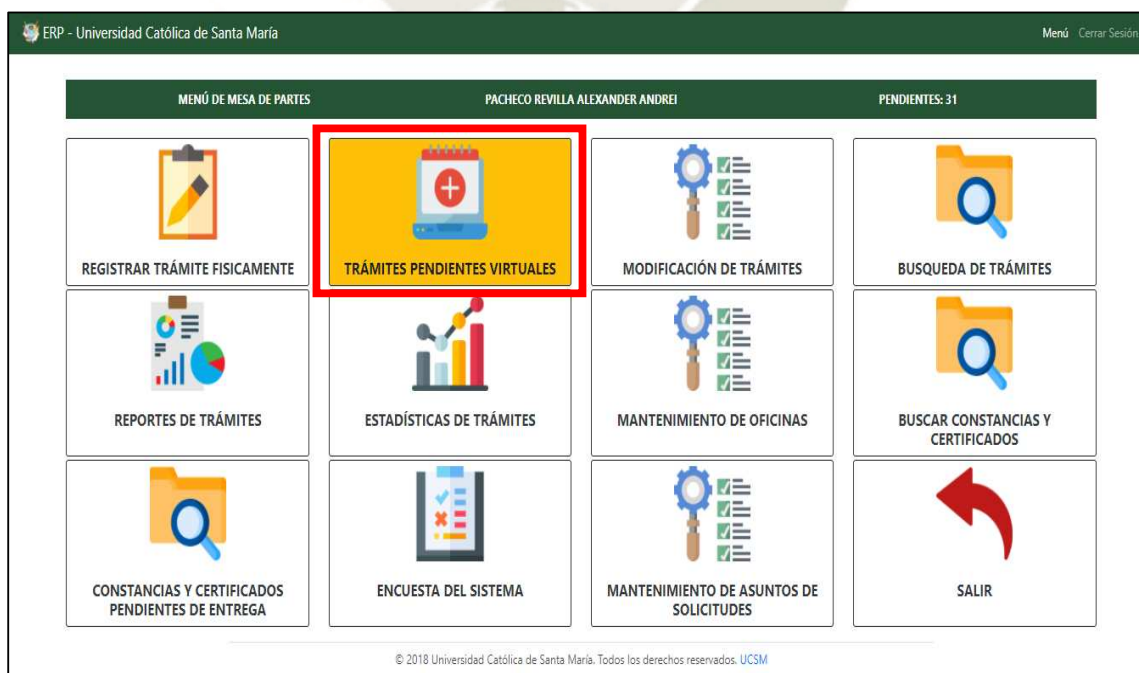 ERP - Universidad Católica de Santa María
Menú Cerrar Sesión
MENÚ DE MESA DE PARTES PACHECO REVILLA ALEXANDER ANDREI PENDIENTES: 31
REGISTRAR TRÁMITE FISICAMENTE
TRÁMITES PENDIENTES VIRTUALES
MODIFICACIÓN DE TRÁMITES
BUSQUEDA DE TRÁMITES
REPORTES DE TRÁMITES
ESTADÍSTICAS DE TRÁMITES
MANTENIMIENTO DE OFICINAS
BUSCAR CONSTANCIAS Y
CERTIFICADOS
CONSTANCIAS Y CERTIFICADOS
PENDIENTES DE ENTREGA
ENCUESTA DEL SISTEMA
MANTENIMIENTO DE ASUNTOS DE
SOLICITUDES
SALIR
© 2018 Universidad Católica de Santa María. Todos los derechos reservados. UCSM